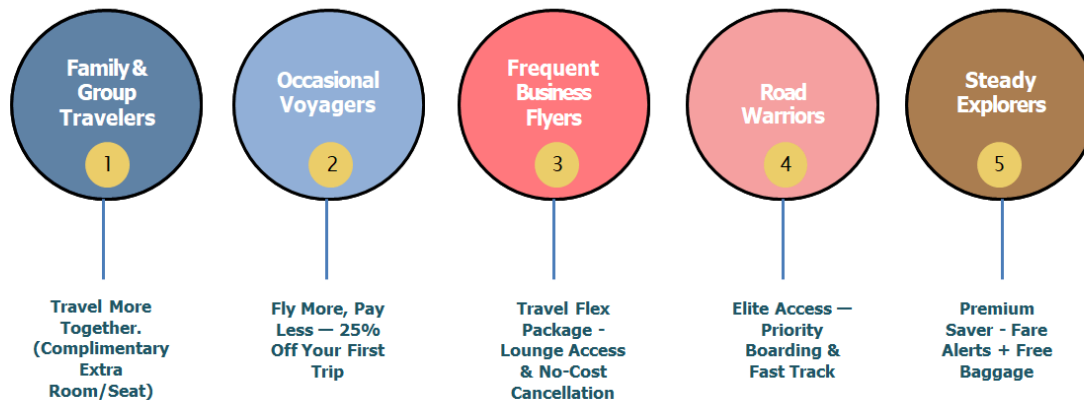 Family &
Group
Travelers
1
Occasional
Voyagers
2
Frequent
Business
Flyers
3
Road
Warriors
4
Steady
Explorers
5
Travel More
Together.
(Complimentary
Extra
Room/Seat)
Fly More, Pay
Less — 25%
Off Your First
Trip
Travel Flex
Package -
Lounge Access
& No-Cost
Cancellation
Elite Access —
Priority
Boarding &
Fast Track
Premium
Saver - Fare
Alerts + Free
Baggage